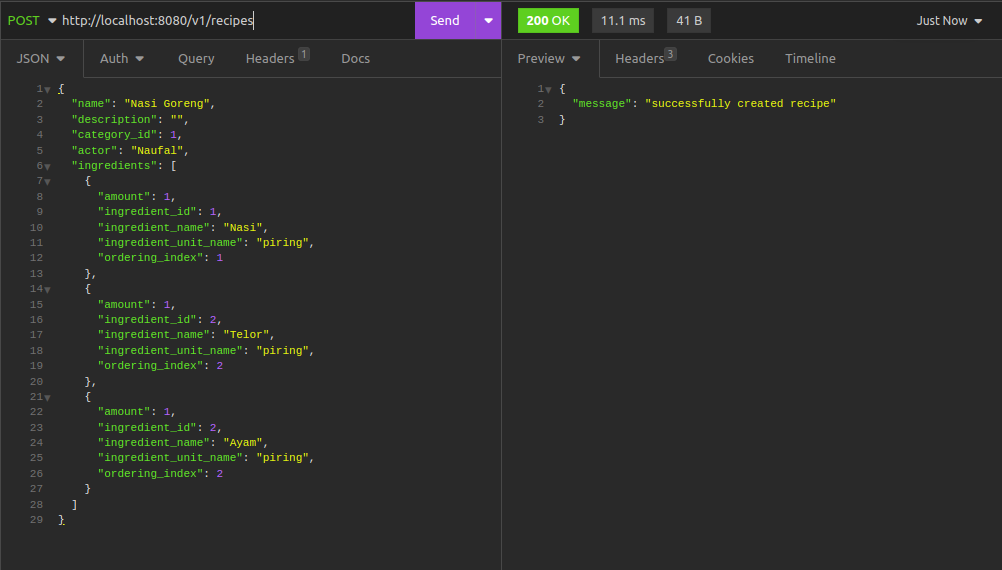 POST http://localhost:8080/v1/recipes Send 200 OK 11.1 ms 41 B Just Now
JSON Auth Query Headers 1 Docs Preview Headers 3 Cookies Timeline
1 {
2 "name": "Nasi Goreng",
3 "description": "",
4 "category_id": 1,
5 "actor": "Naufal",
6 "ingredients": [
7 {
8 "amount": 1,
9 "ingredient_id": 1,
10 "ingredient_name": "Nasi",
11 "ingredient_unit_name": "piring",
12 "ordering_index": 1
13 },
14 {
15 "amount": 1,
16 "ingredient_id": 2,
17 "ingredient_name": "Telor",
18 "ingredient_unit_name": "piring",
19 "ordering_index": 2
20 },
21 {
22 "amount": 1,
23 "ingredient_id": 2,
24 "ingredient_name": "Ayam",
25 "ingredient_unit_name": "piring",
26 "ordering_index": 2
27 }
28 ]
29 }
1 {
2 "message": "successfully created recipe"
3 }